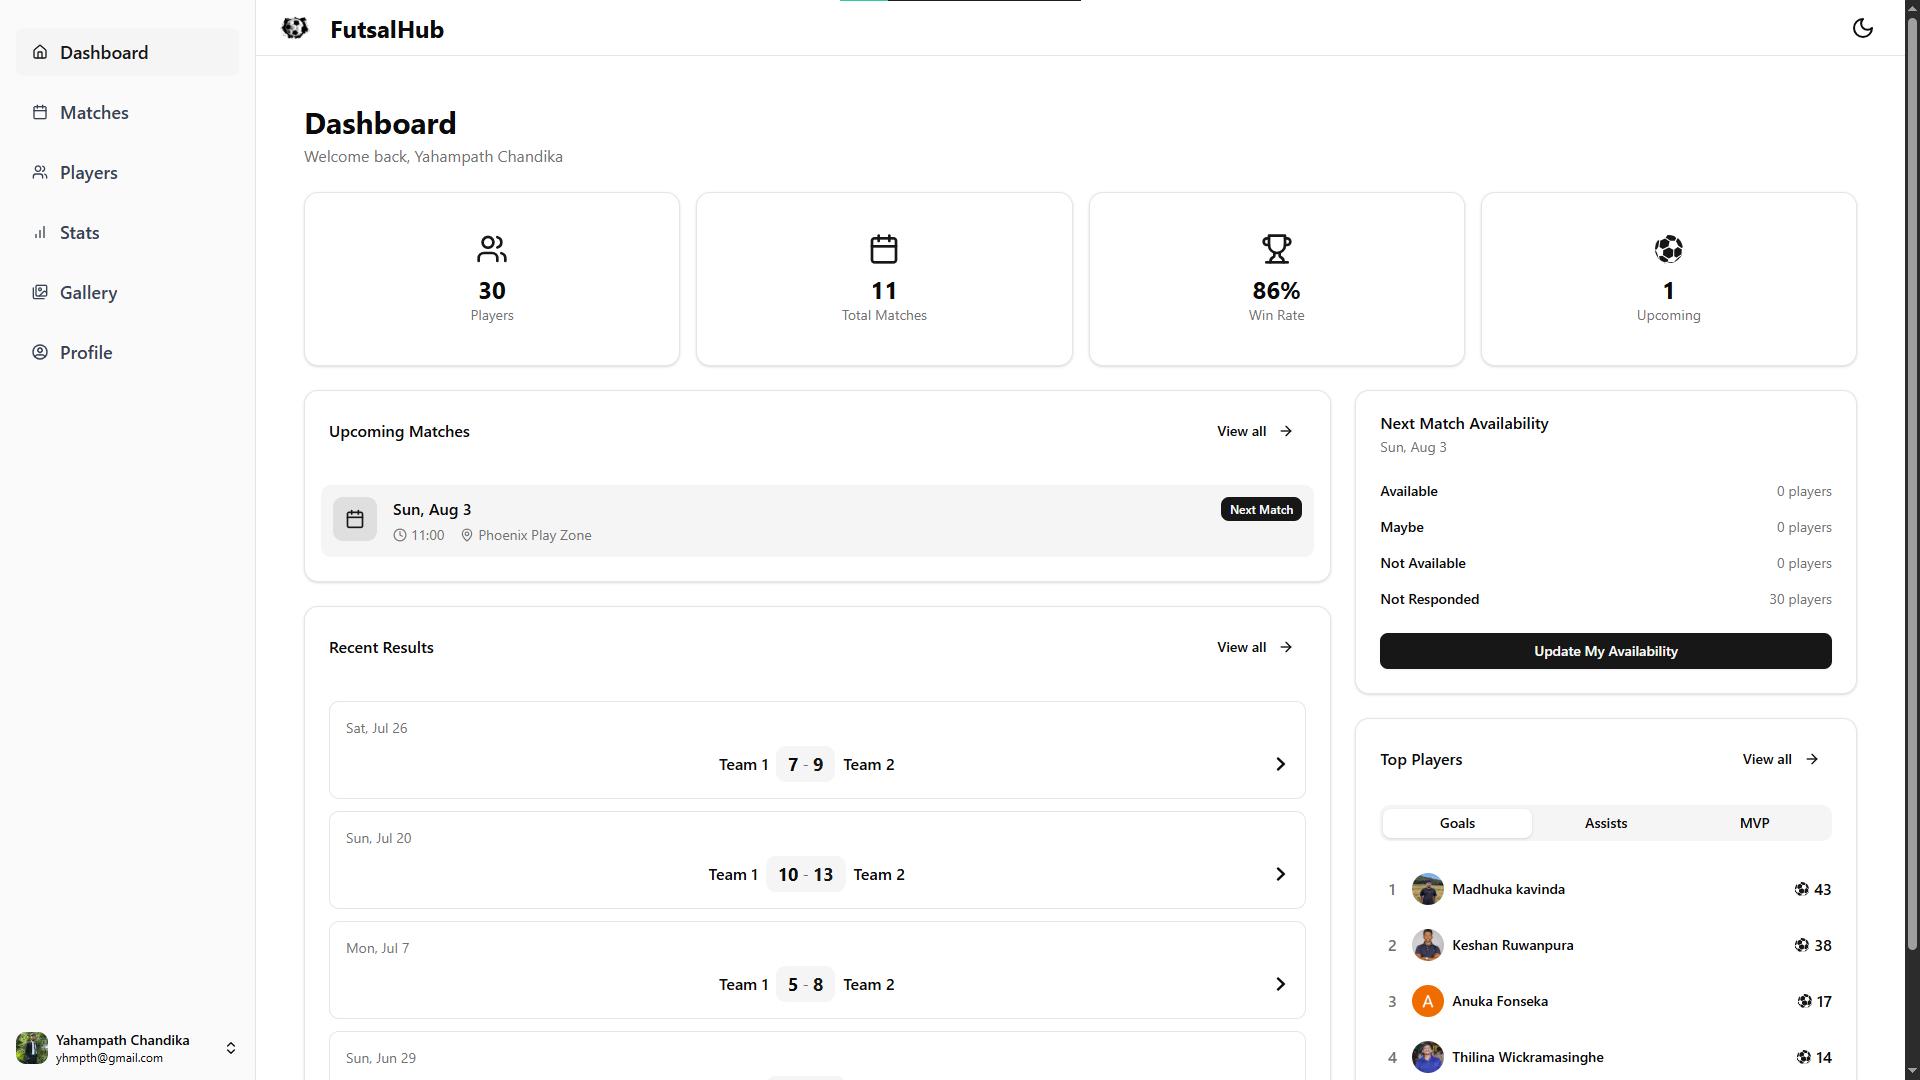 Dashboard
Matches
Players
Stats
Gallery
Profile
Yahampath Chandika
yhmpth@gmail.com
FutsalHub
Dashboard
Welcome back, Yahampath Chandika
30
Players
11
Total Matches
86%
Win Rate
1
Upcoming
Upcoming Matches
View all
Sun, Aug 3
11:00 Phoenix Play Zone
Next Match
Recent Results
View all
Sat, Jul 26
Team 1 7 - 9 Team 2
Sun, Jul 20
Team 1 10 - 13 Team 2
Mon, Jul 7
Team 1 5 - 8 Team 2
Sun, Jun 29
Next Match Availability
Sun, Aug 3
Available 0 players
Maybe 0 players
Not Available 0 players
Not Responded 30 players
Update My Availability
Top Players
View all
Goals Assists MVP
1 Madhuka kavinda 43
2 Keshan Ruwanpura 38
3 A Anuka Fonseka 17
4 Thilina Wickramasinghe 14